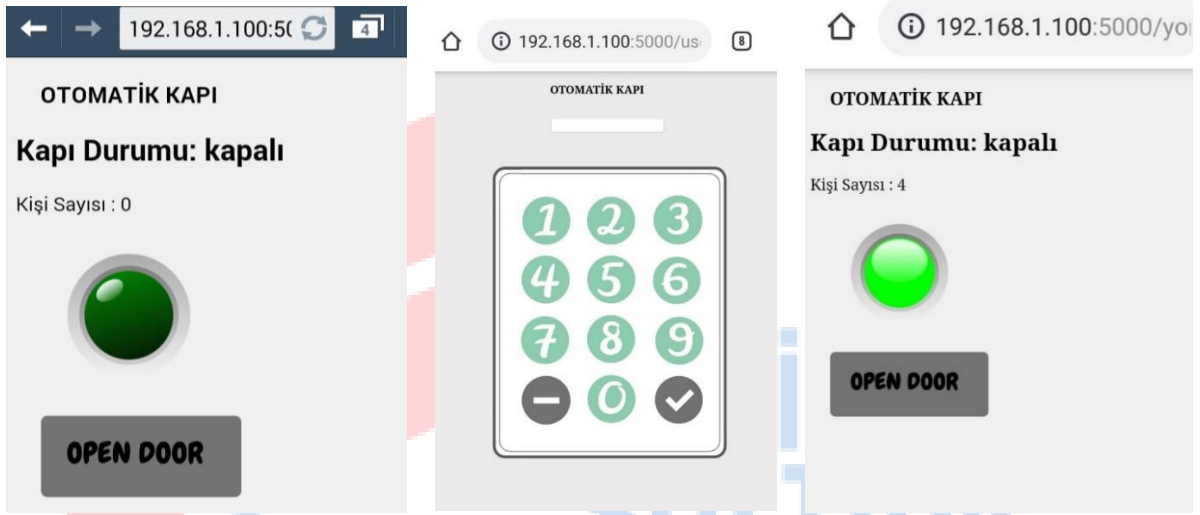 192.168.1.100:50
4
OTOMATİK KAPI
Kapı Durumu: kapalı
Kişi Sayısı : 0
OPEN DOOR
192.168.1.100:5000/us
8
OTOMATİK KAPI
1 2 3
4 5 6
7 8 9
0
192.168.1.100:5000/yo
OTOMATİK KAPI
Kapı Durumu: kapalı
Kişi Sayısı : 4
OPEN DOOR